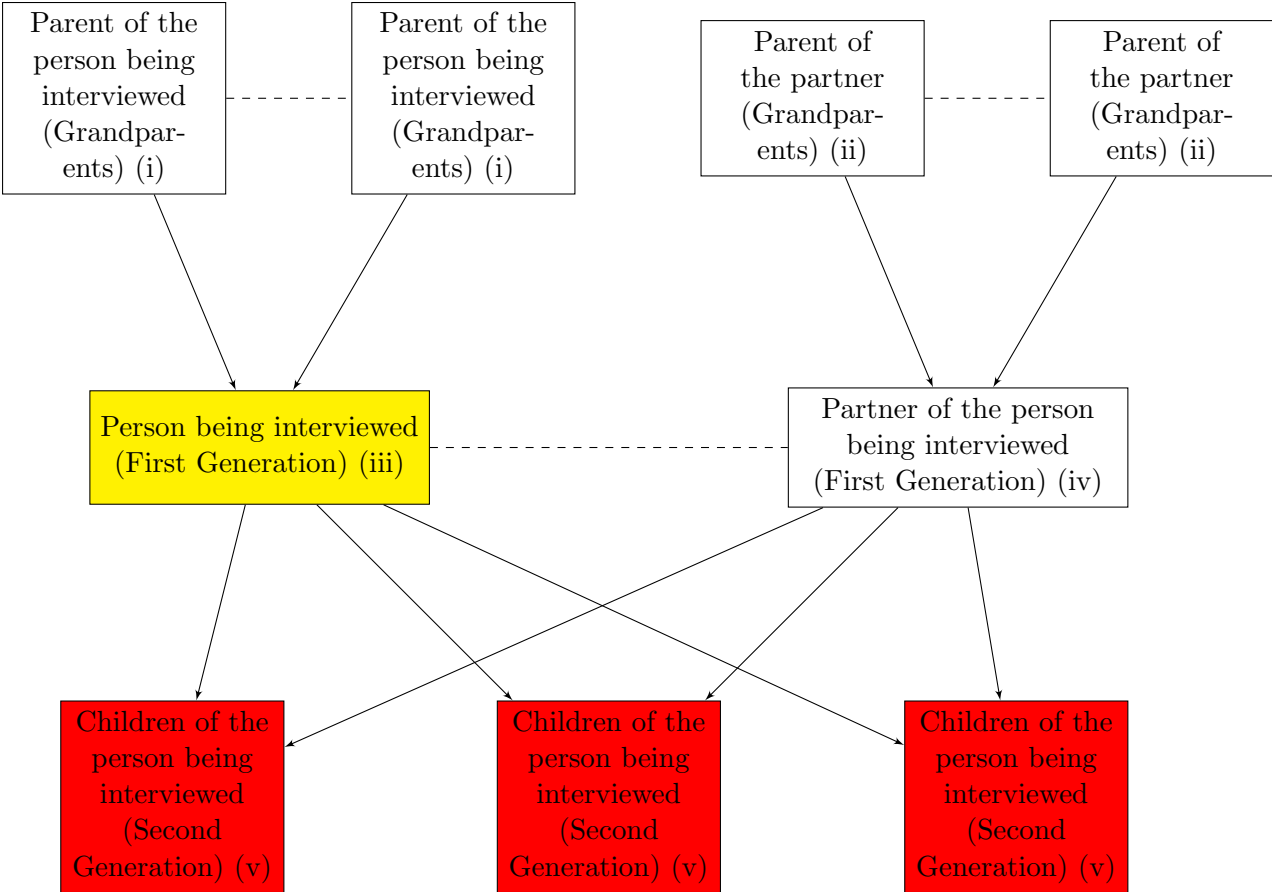 Parent of the
person being
interviewed
(Grandpar-
ents) (i)
Parent of the
person being
interviewed
(Grandpar-
ents) (i)
Parent of
the partner
(Grandpar-
ents) (ii)
Parent of
the partner
(Grandpar-
ents) (ii)
Person being interviewed
(First Generation) (iii)
Partner of the person
being interviewed
(First Generation) (iv)
Children of the
person being
interviewed
(Second
Generation) (v)
Children of the
person being
interviewed
(Second
Generation) (v)
Children of the
person being
interviewed
(Second
Generation) (v)